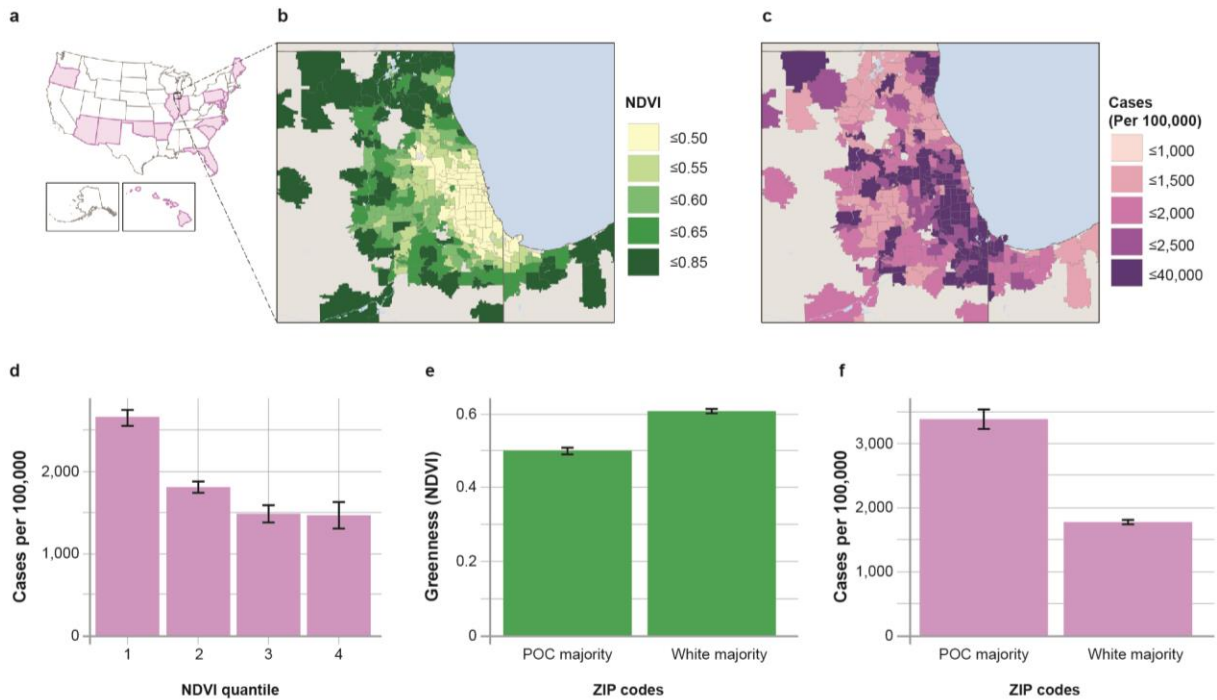 a
b
c
NDVI
≤0.50
≤0.55
≤0.60
≤0.65
≤0.85
Cases
(Per 100,000)
≤1,000
≤1,500
≤2,000
≤2,500
≤40,000
d
Cases per 100,000
2,000
1,000
0
1 2 3 4
NDVI quantile
e
Greenness (NDVI)
0.6
0.4
0.2
0
POC majority White majority
ZIP codes
f
Cases per 100,000
3,000
2,000
1,000
0
POC majority White majority
ZIP codes